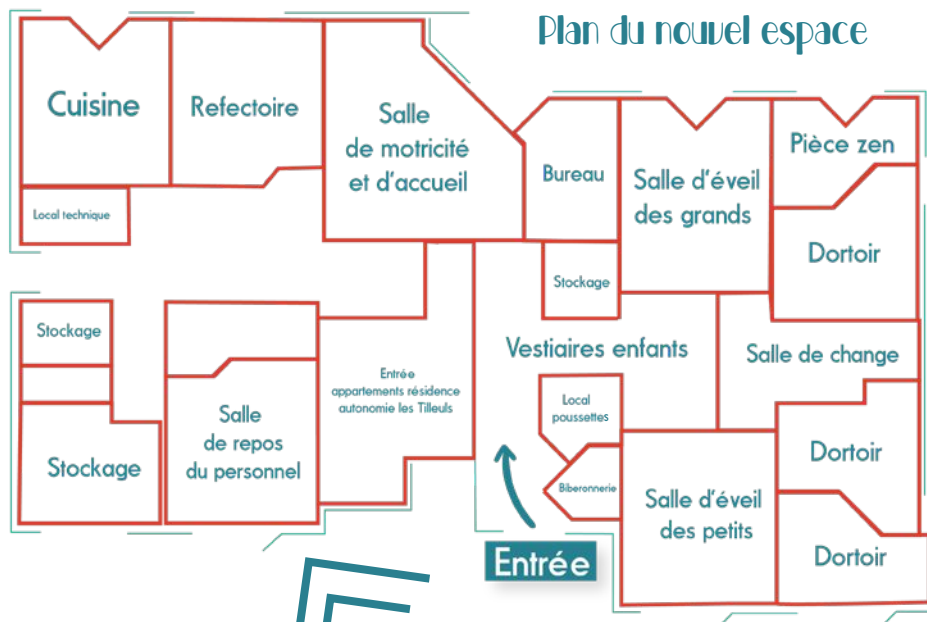 Plan du nouvel espace
Cuisine
Refectoire
Salle
de motricité
et d'accueil
Bureau
Salle d'éveil
des grands
Pièce zen
Dortoir
Local technique
Stockage
Stockage
Vestiaires enfants
Salle de change
Entrée
appartements résidence
autonomie les Tilleuls
Local
poussettes
Salle
de repos
du personnel
Stockage
Biberonnerie
Salle d'éveil
des petits
Dortoir
Dortoir
Entrée